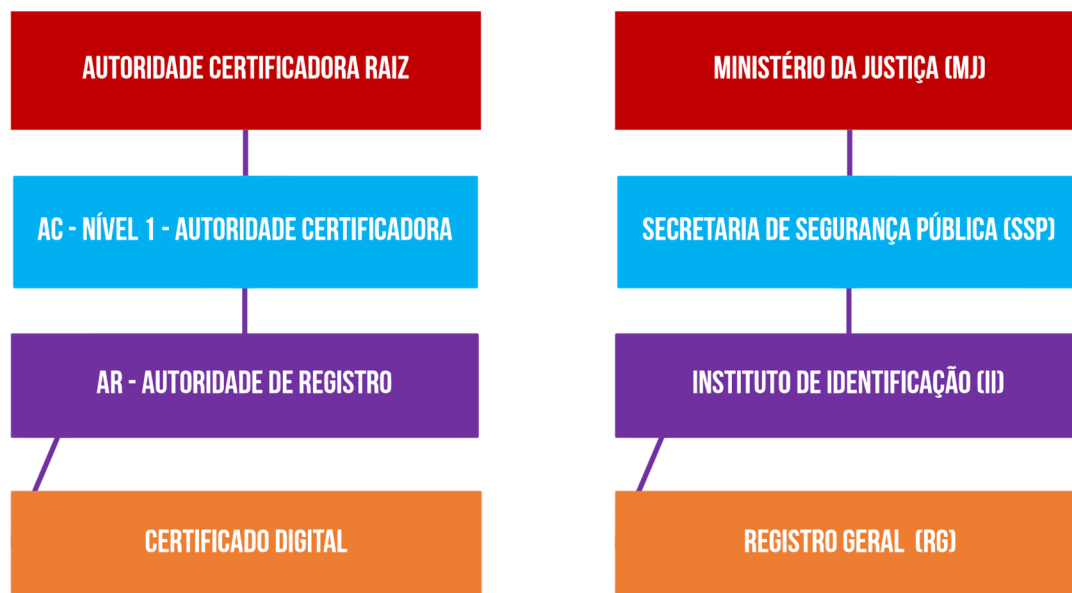 AUTORIDADE CERTIFICADORA RAIZ
AC - NÍVEL 1 - AUTORIDADE CERTIFICADORA
AR - AUTORIDADE DE REGISTRO
CERTIFICADO DIGITAL
MINISTÉRIO DA JUSTIÇA (MJ)
SECRETARIA DE SEGURANÇA PÚBLICA (SSP)
INSTITUTO DE IDENTIFICAÇÃO (II)
REGISTRO GERAL (RG)